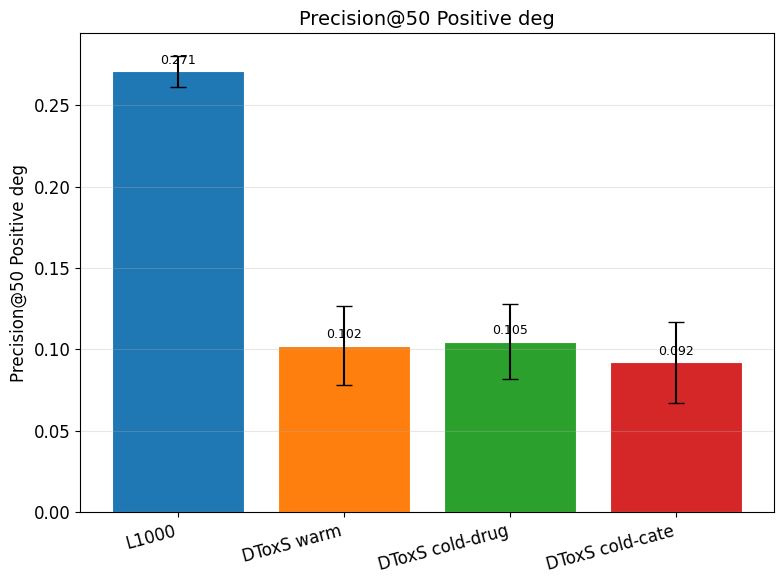 Precision@50 Positive deg
Precision@50 Positive deg
0.25
0.20
0.15
0.10
0.05
0.00
0.271
0.102
0.105
0.092
L1000
DToxS warm
DToxS cold-drug
DToxS cold-cate